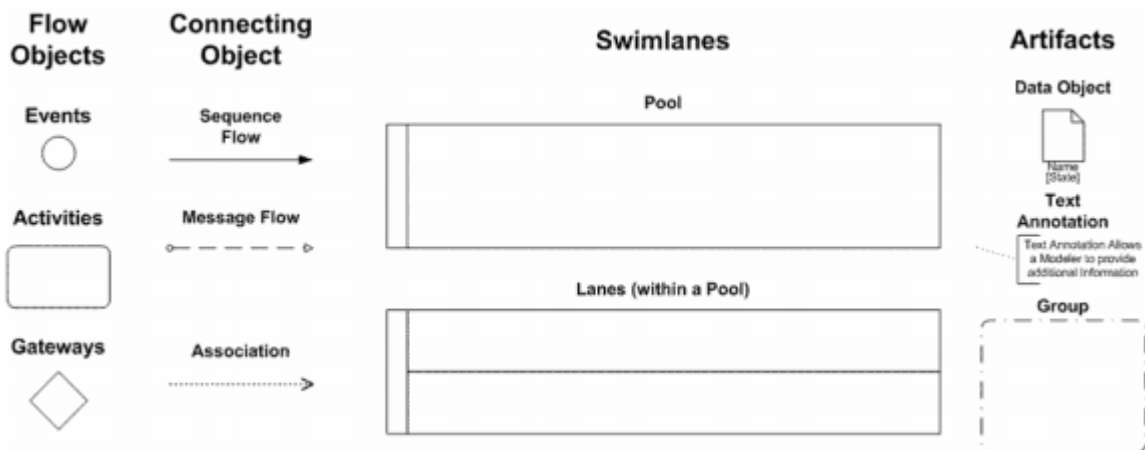 Flow
Objects
Events
Activities
Gateways
Connecting
Object
Sequence
Flow
Message Flow
Association
Swimlanes
Pool
Lanes (within a Pool)
Artifacts
Data Object
Name
[State]
Text
Annotation
Text Annotation Allows
a Modeler to provide
additional Information
Group